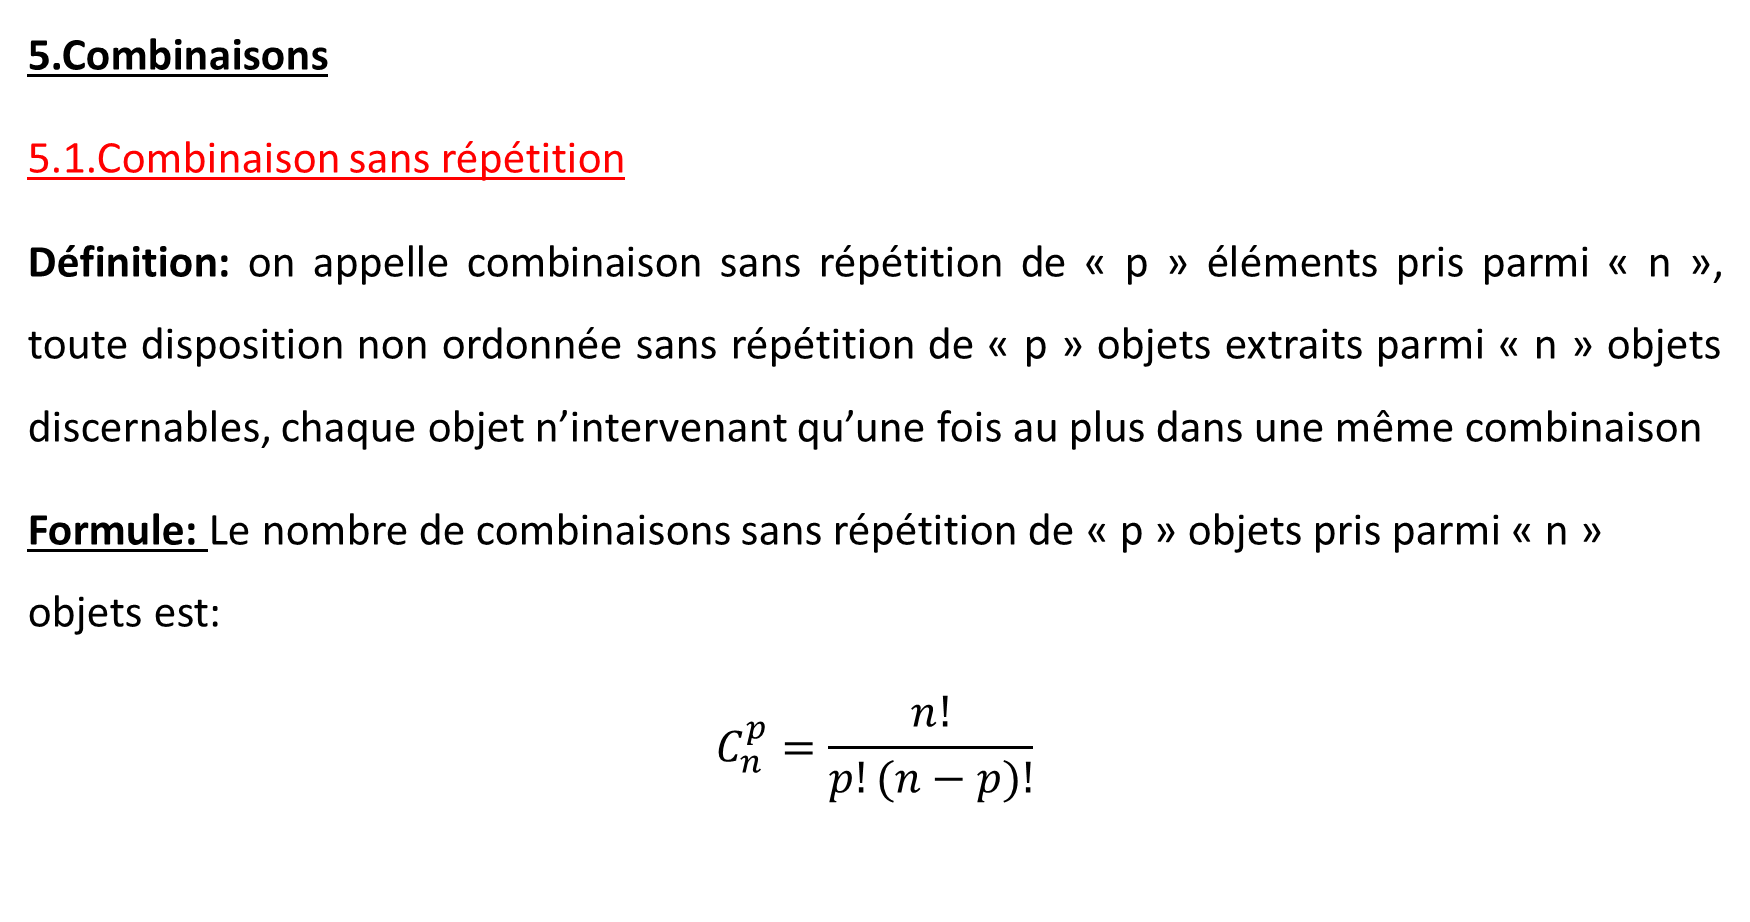 5.Combinaisons
5.1.Combinaison sans répétition
Définition: on appelle combinaison sans répétition de « p » éléments pris parmi « n »,
toute disposition non ordonnée sans répétition de « p » objets extraits parmi « n » objets
discernables, chaque objet n’intervenant qu’une fois au plus dans une même combinaison
Formule: Le nombre de combinaisons sans répétition de « p » objets pris parmi « n »
objets est:
$C_n^p = \frac{n!}{p!\,(n-p)!}$